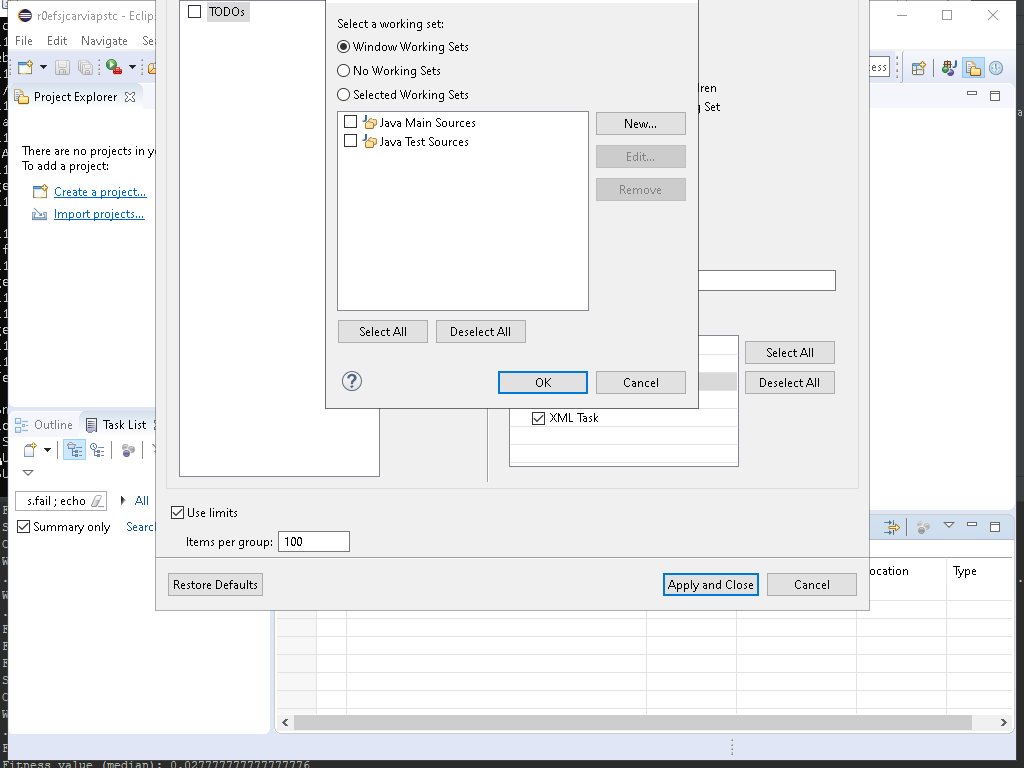 r0efsjcarviapstc - Eclip
File Edit Navigate Se
Project Explorer
There are no projects in y
To add a project:
Create a project...
Import projects...
Outline
Task List
s.fail ; echo
All
Summary only
Search
TODOs
Select a working set:
Window Working Sets
No Working Sets
Selected Working Sets
Java Main Sources
Java Test Sources
New...
Edit...
Remove
Select All
Deselect All
OK
Cancel
Select All
Deselect All
XML Task
Use limits
Items per group: 100
Restore Defaults
Apply and Close
Cancel
Type
Fitness value (median): 0.027777777777777776